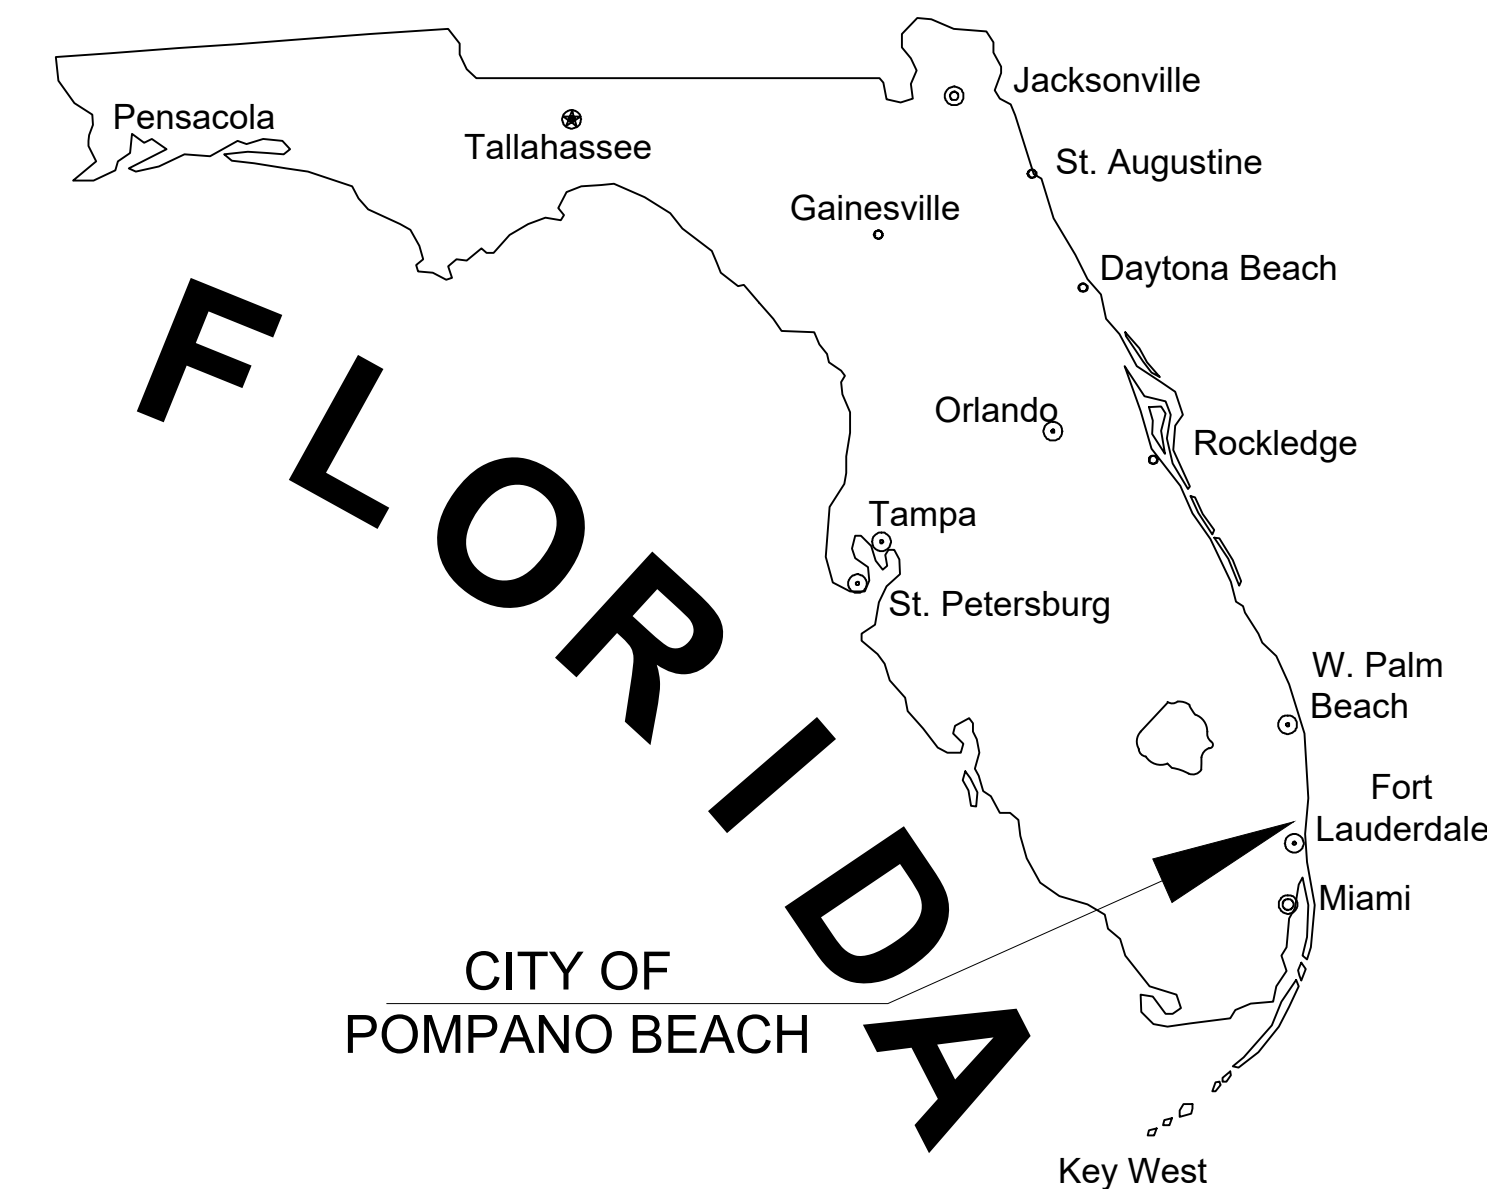 Jacksonville
Pensacola
Tallahassee
St. Augustine
Gainesville
Daytona Beach
Orlando
Rockledge
Tampa
St. Petersburg
W. Palm
Beach
Fort
Lauderdale
Miami
FLORIDA
CITY OF
POMPANO BEACH
Key West